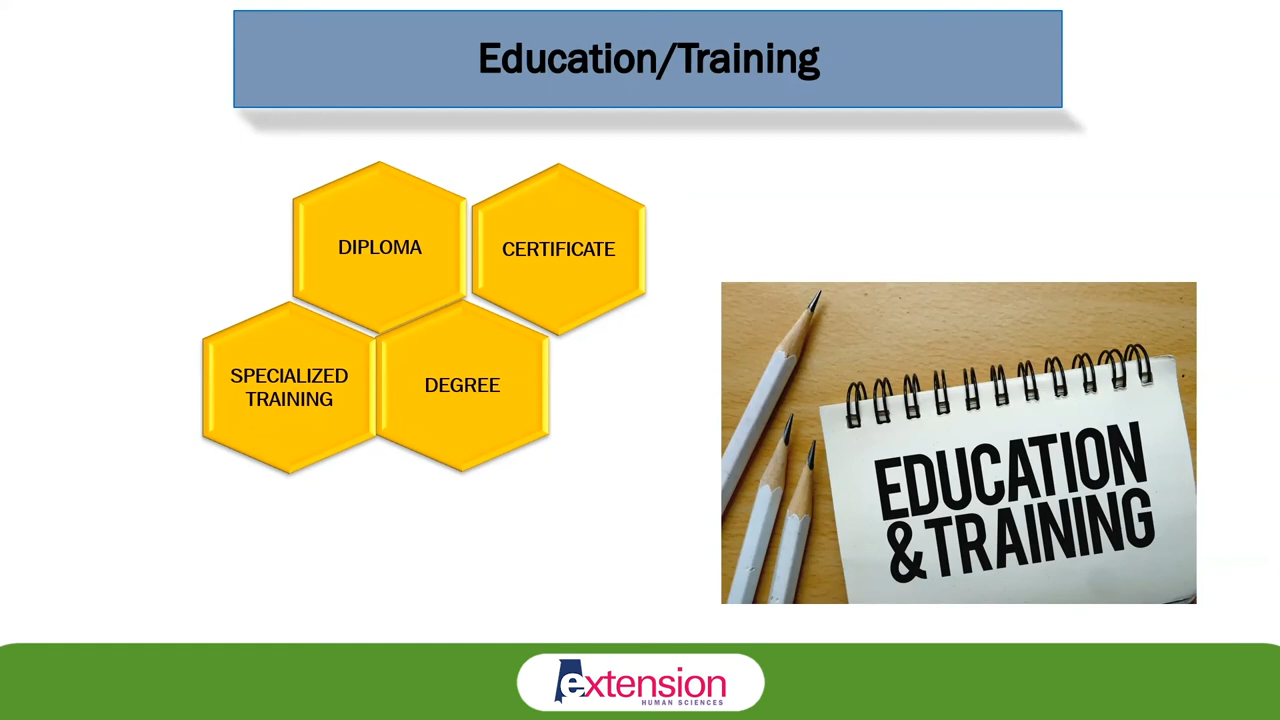 Education/Training
DIPLOMA
CERTIFICATE
SPECIALIZED
TRAINING
DEGREE
EDUCATION
& TRAINING
extension
HUMAN SCIENCES